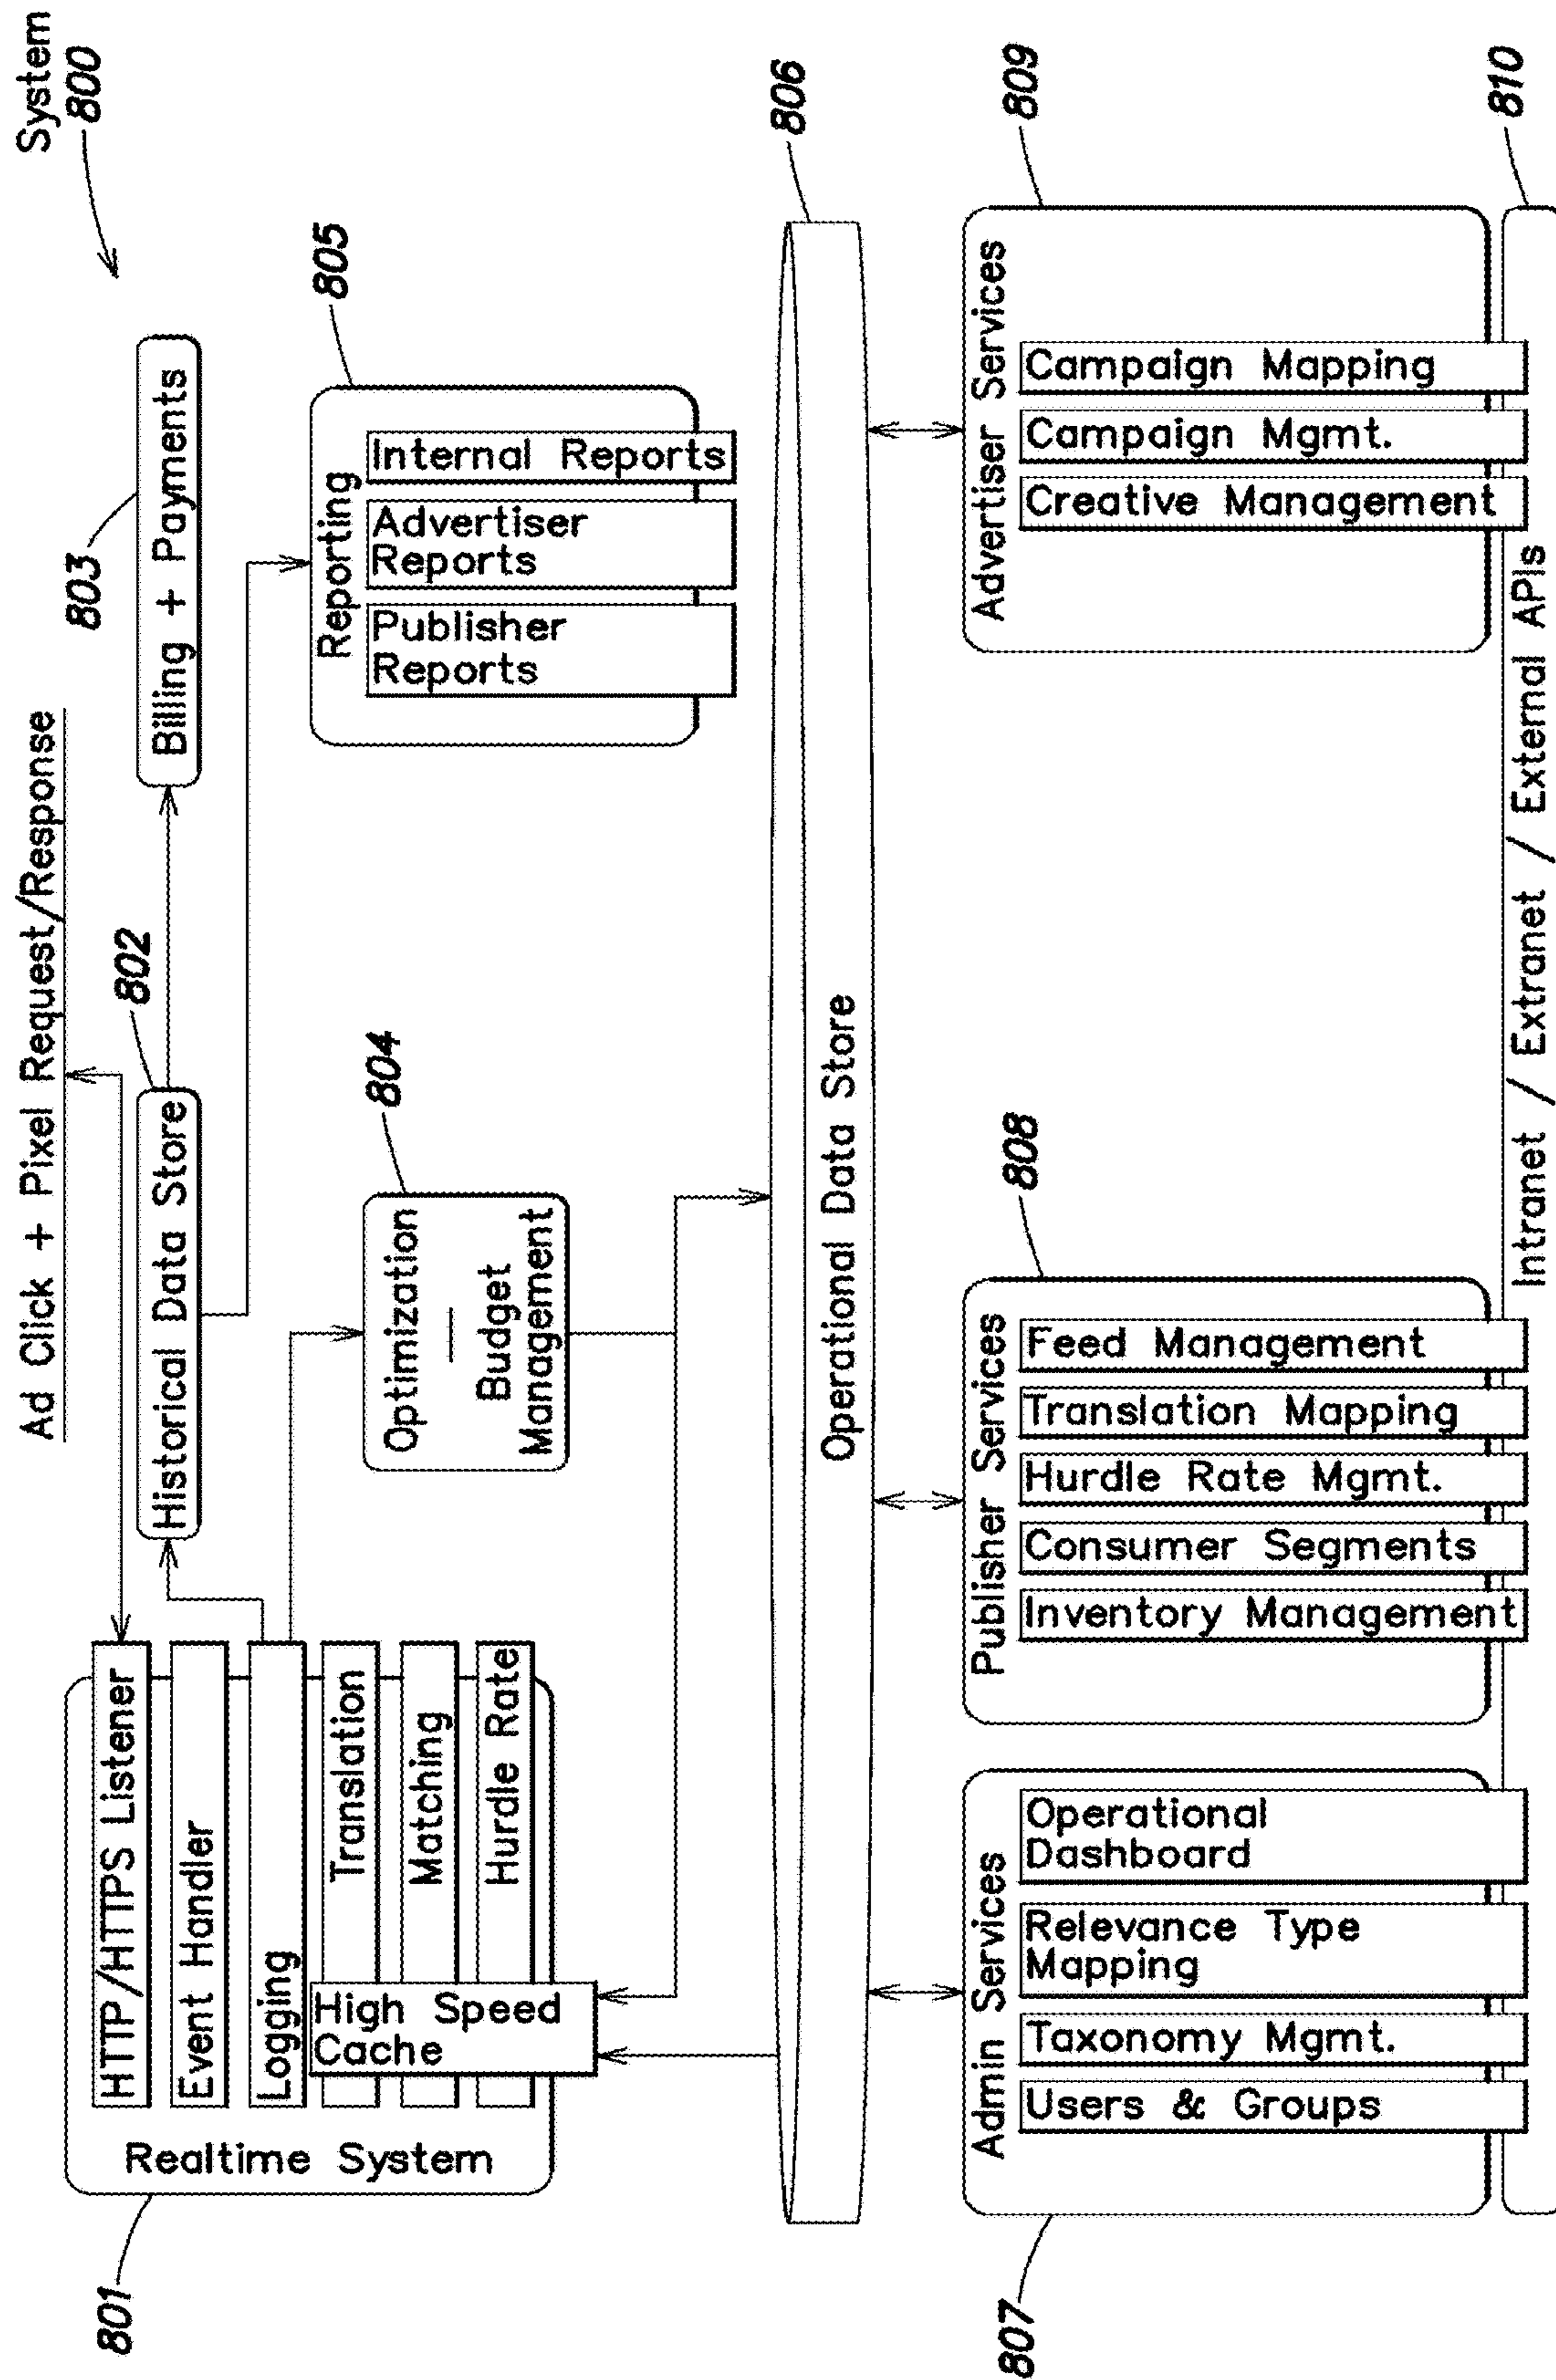 System
800
Ad Click + Pixel Request/Response
803
802
Historical Data Store
Billing + Payments
801
Realtime System
HTTP/HTTPS Listener
Event Handler
Logging
Translation
Matching
Hurdle Rate
High Speed
Cache
804
Optimization
—
Budget
Management
805
Reporting
Publisher
Reports
Advertiser
Reports
Internal Reports
806
Operational Data Store
807
Admin Services
Users & Groups
Taxonomy Mgmt.
Relevance Type
Mapping
Operational
Dashboard
808
Publisher Services
Inventory Management
Consumer Segments
Hurdle Rate Mgmt.
Translation Mapping
Feed Management
809
Advertiser Services
Creative Management
Campaign Mgmt.
Campaign Mapping
810
Intranet / Extranet / External APIs